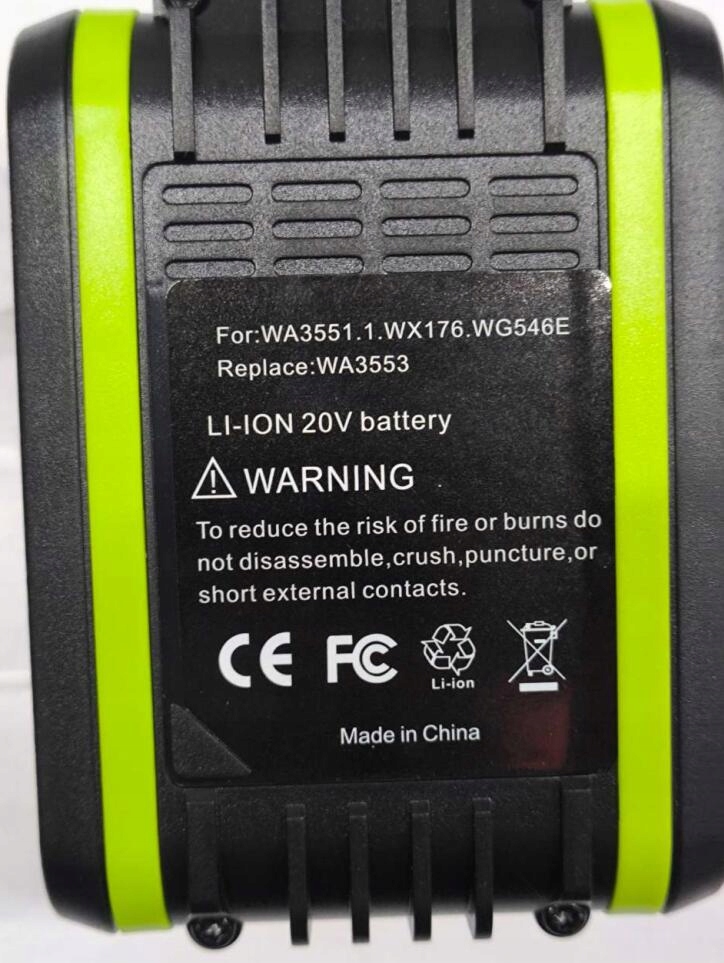 For:WA3551.1.WX176.WG546E
Replace:WA3553
LI-ION 20V battery
WARNING
To reduce the risk of fire or burns do
not disassemble,crush,puncture,or
short external contacts.
CE FC
Li-ion
Made in China